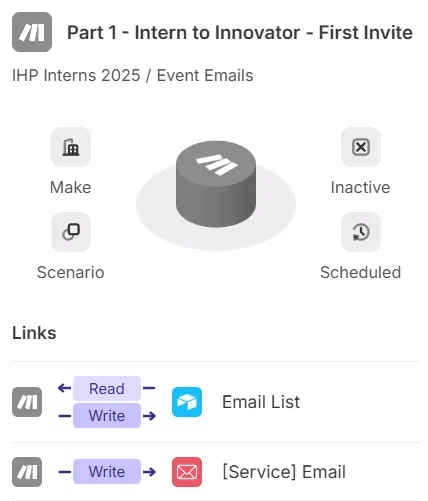 Part 1 - Intern to Innovator - First Invite
IHP Interns 2025 / Event Emails
Make
Inactive
Scenario
Scheduled
Links
Read
Write
Email List
Write
[Service] Email